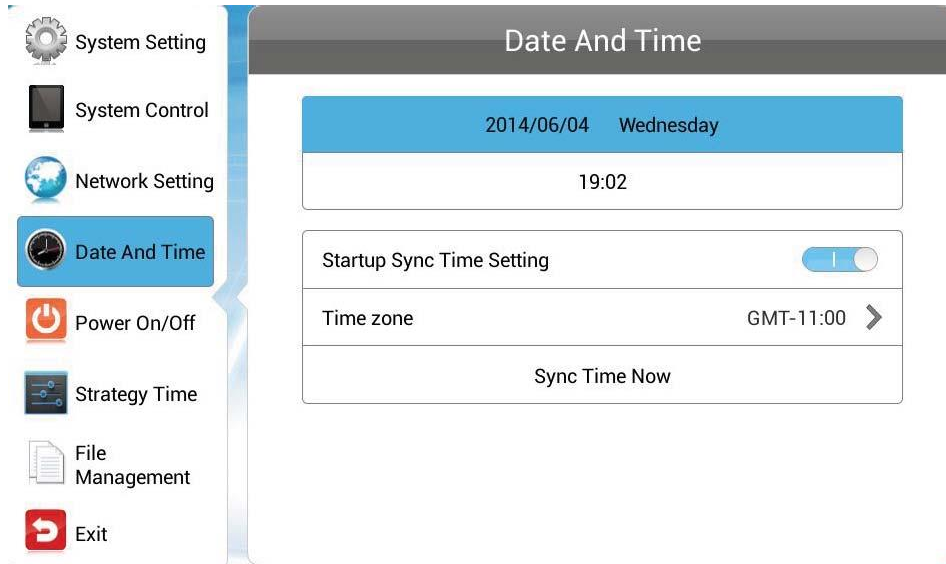 System Setting
System Control
Network Setting
Date And Time
Power On/Off
Strategy Time
File
Management
Exit
Date And Time
2014/06/04 Wednesday
19:02
Startup Sync Time Setting
Time zone GMT-11:00
Sync Time Now